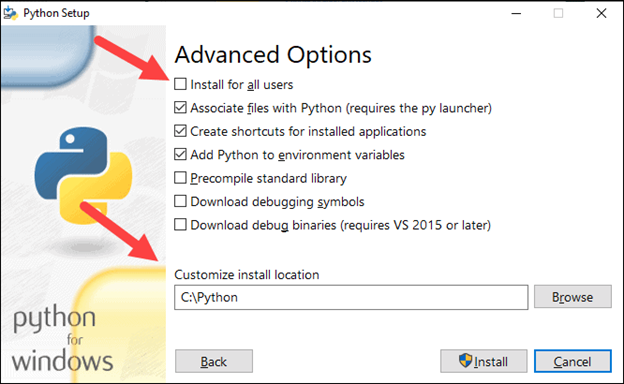 Python Setup
Advanced Options
Install for all users
Associate files with Python (requires the py launcher)
Create shortcuts for installed applications
Add Python to environment variables
Precompile standard library
Download debugging symbols
Download debug binaries (requires VS 2015 or later)
Customize install location
C:\Python
Browse
python
for
windows
Back
Install
Cancel